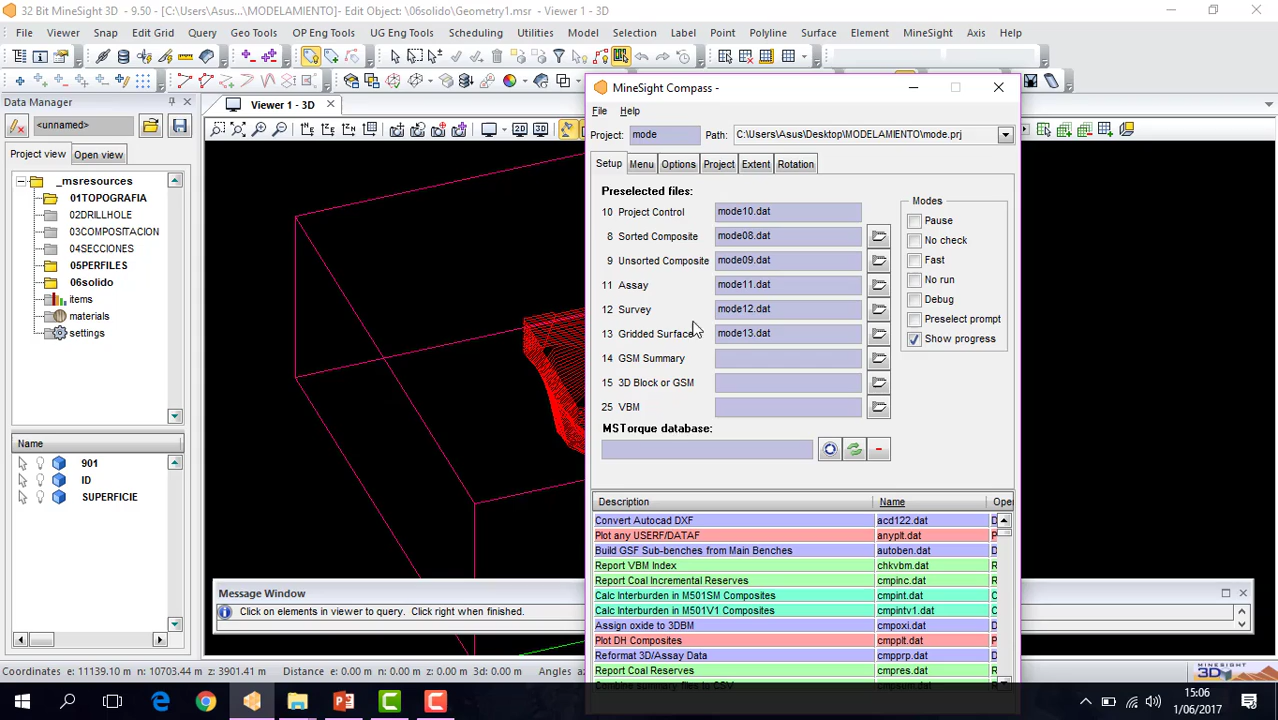 32 Bit MineSight 3D - 9.50 - [C:\Users\Asus...\MODELAMIENTO]- Edit Object: \06solido\Geometry1.msr - Viewer 1 - 3D
File Viewer Snap Edit Grid Query Geo Tools OP Eng Tools UG Eng Tools Scheduling Utilities Model Selection Label Point Polyline Surface Element MineSight Axis Help
Data Manager
Viewer 1 - 3D
<unnamed>
Project view Open view
_msresources
01TOPOGRAFIA
02DRILLHOLE
03COMPOSITACION
04SECCIONES
05PERFILES
06solido
items
materials
settings
Name
901
ID
SUPERFICIE
MineSight Compass -
File Help
Project: mode Path: C:\Users\Asus\Desktop\MODELAMIENTO\mode.prj
Setup Menu Options Project Extent Rotation
Preselected files:
10 Project Control mode10.dat
8 Sorted Composite mode08.dat
9 Unsorted Composite mode09.dat
11 Assay mode11.dat
12 Survey mode12.dat
13 Gridded Surface mode13.dat
14 GSM Summary
15 3D Block or GSM
25 VBM
MSTorque database:
Modes
Pause
No check
Fast
No run
Debug
Preselect prompt
Show progress
Description Name Oper
Convert Autocad DXF acd122.dat D
Plot any USERF/DATAF anyplt.dat P
Build GSF Sub-benches from Main Benches autoben.dat D
Report VBM Index chkvbm.dat R
Report Coal Incremental Reserves cmpinc.dat R
Calc Interburden in M501SM Composites cmpint.dat C
Calc Interburden in M501V1 Composites cmpintv1.dat C
Assign oxide to 3DBM cmpoxi.dat D
Plot DH Composites cmpplt.dat P
Reformat 3D/Assay Data cmpprp.dat D
Report Coal Reserves cmpres.dat R
Combine summary files to CSV cmpsum.dat
Message Window
Click on elements in viewer to query. Click right when finished.
Coordinates e: 11139.10 m n: 10703.44 m 3901.41 m Distance e: 0.00 m n: 0.00 m 3d: 0.00 m Angles az
MINESIGHT 3D
15:06
1/06/2017